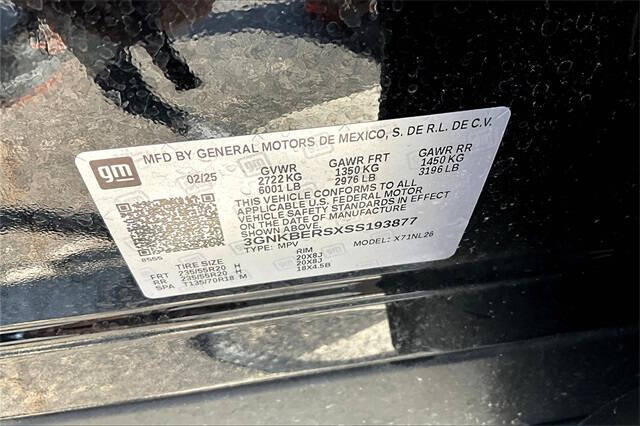 gm
MFD BY GENERAL MOTORS DE MEXICO, S. DE R.L. DE C.V.
02/25 GVWR GAWR FRT GAWR RR
2722 KG 1350 KG 1450 KG
6001 LB 2976 LB 3196 LB
THIS VEHICLE CONFORMS TO ALL
APPLICABLE U.S. FEDERAL MOTOR
VEHICLE SAFETY STANDARDS IN EFFECT
ON THE DATE OF MANUFACTURE
3GNKBERSXSS193877
8555 TYPE: MPV MODEL: X71NL26
TIRE SIZE RIM
FRT 235/55R20 H 20X8J
RR 235/55R20 H 20X8J
SPA T135/70R18 M 18X4.5B